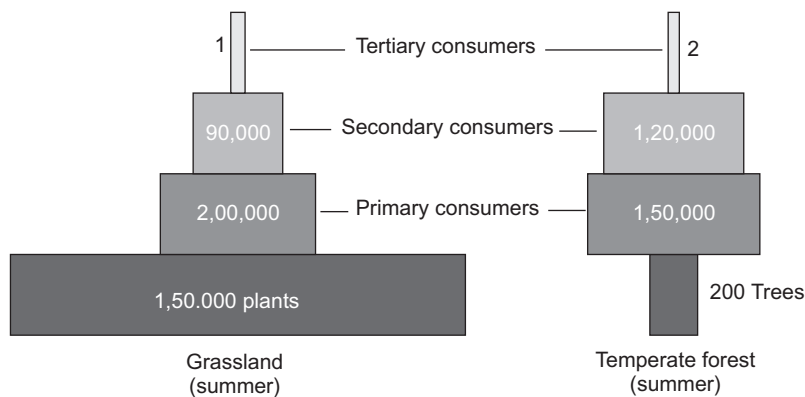 1 Tertiary consumers 2
90,000 Secondary consumers 1,20,000
2,00,000 Primary consumers 1,50,000
1,50.000 plants 200 Trees
Grassland
(summer)
Temperate forest
(summer)